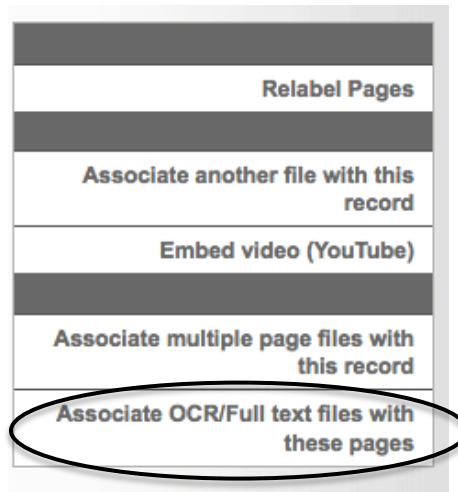 Relabel Pages
Associate another file with this
record
Embed video (YouTube)
Associate multiple page files with
this record
Associate OCR/Full text files with
these pages